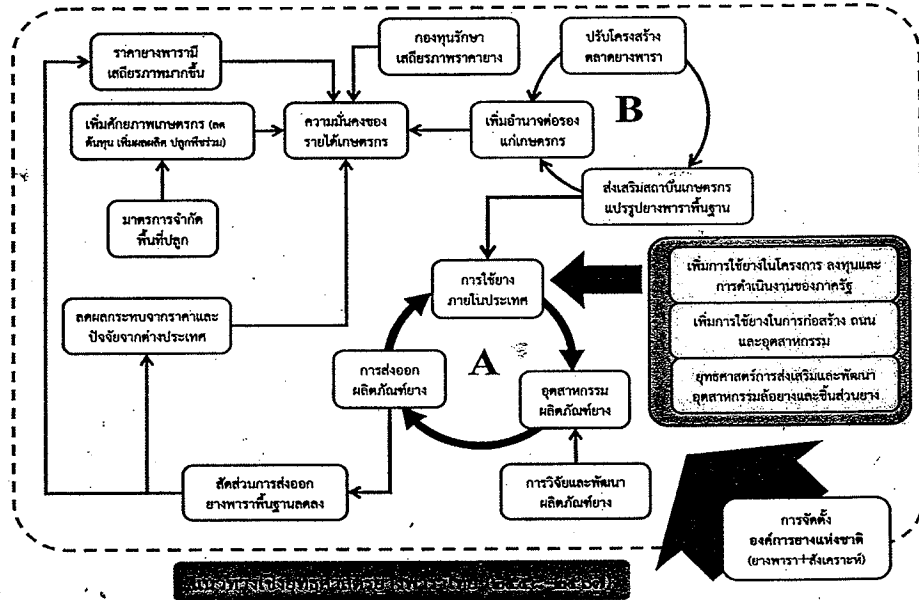 ราคายางพารามี
เสถียรภาพมากขึ้น
กองทุนรักษา
เสถียรภาพราคายาง
ปรับโครงสร้าง
ตลาดยางพารา
เพิ่มศักยภาพเกษตรกร (ลด
ต้นทุน เพิ่มผลผลิต ปลูกพืชร่วม)
ความมั่นคงของ
รายได้เกษตรกร
เพิ่มอำนาจต่อรอง
แก่เกษตรกร
B
ส่งเสริมสถาบันเกษตรกร
แปรรูปยางพาราพื้นฐาน
มาตรการจำกัด
พื้นที่ปลูก
การใช้ยาง
ภายในประเทศ
เพิ่มการใช้ยางในโครงการ ลงทุนและ
การดำเนินงานของภาครัฐ
เพิ่มการใช้ยางในการก่อสร้าง ถนน
และอุตสาหกรรม
ยุทธศาสตร์การส่งเสริมและพัฒนา
อุตสาหกรรมล้อยางและชิ้นส่วนยาง
ลดผลกระทบจากราคาและ
ปัจจัยจากต่างประเทศ
การส่งออก
ผลิตภัณฑ์ยาง
A
อุตสาหกรรม
ผลิตภัณฑ์ยาง
สัดส่วนการส่งออก
ยางพาราพื้นฐานลดลง
การวิจัยและพัฒนา
ผลิตภัณฑ์ยาง
การจัดตั้ง
องค์การยางแห่งชาติ
(ยางพารา+สังเคราะห์)
แนวทางเชิงยุทธศาสตร์ยางพาราไทย